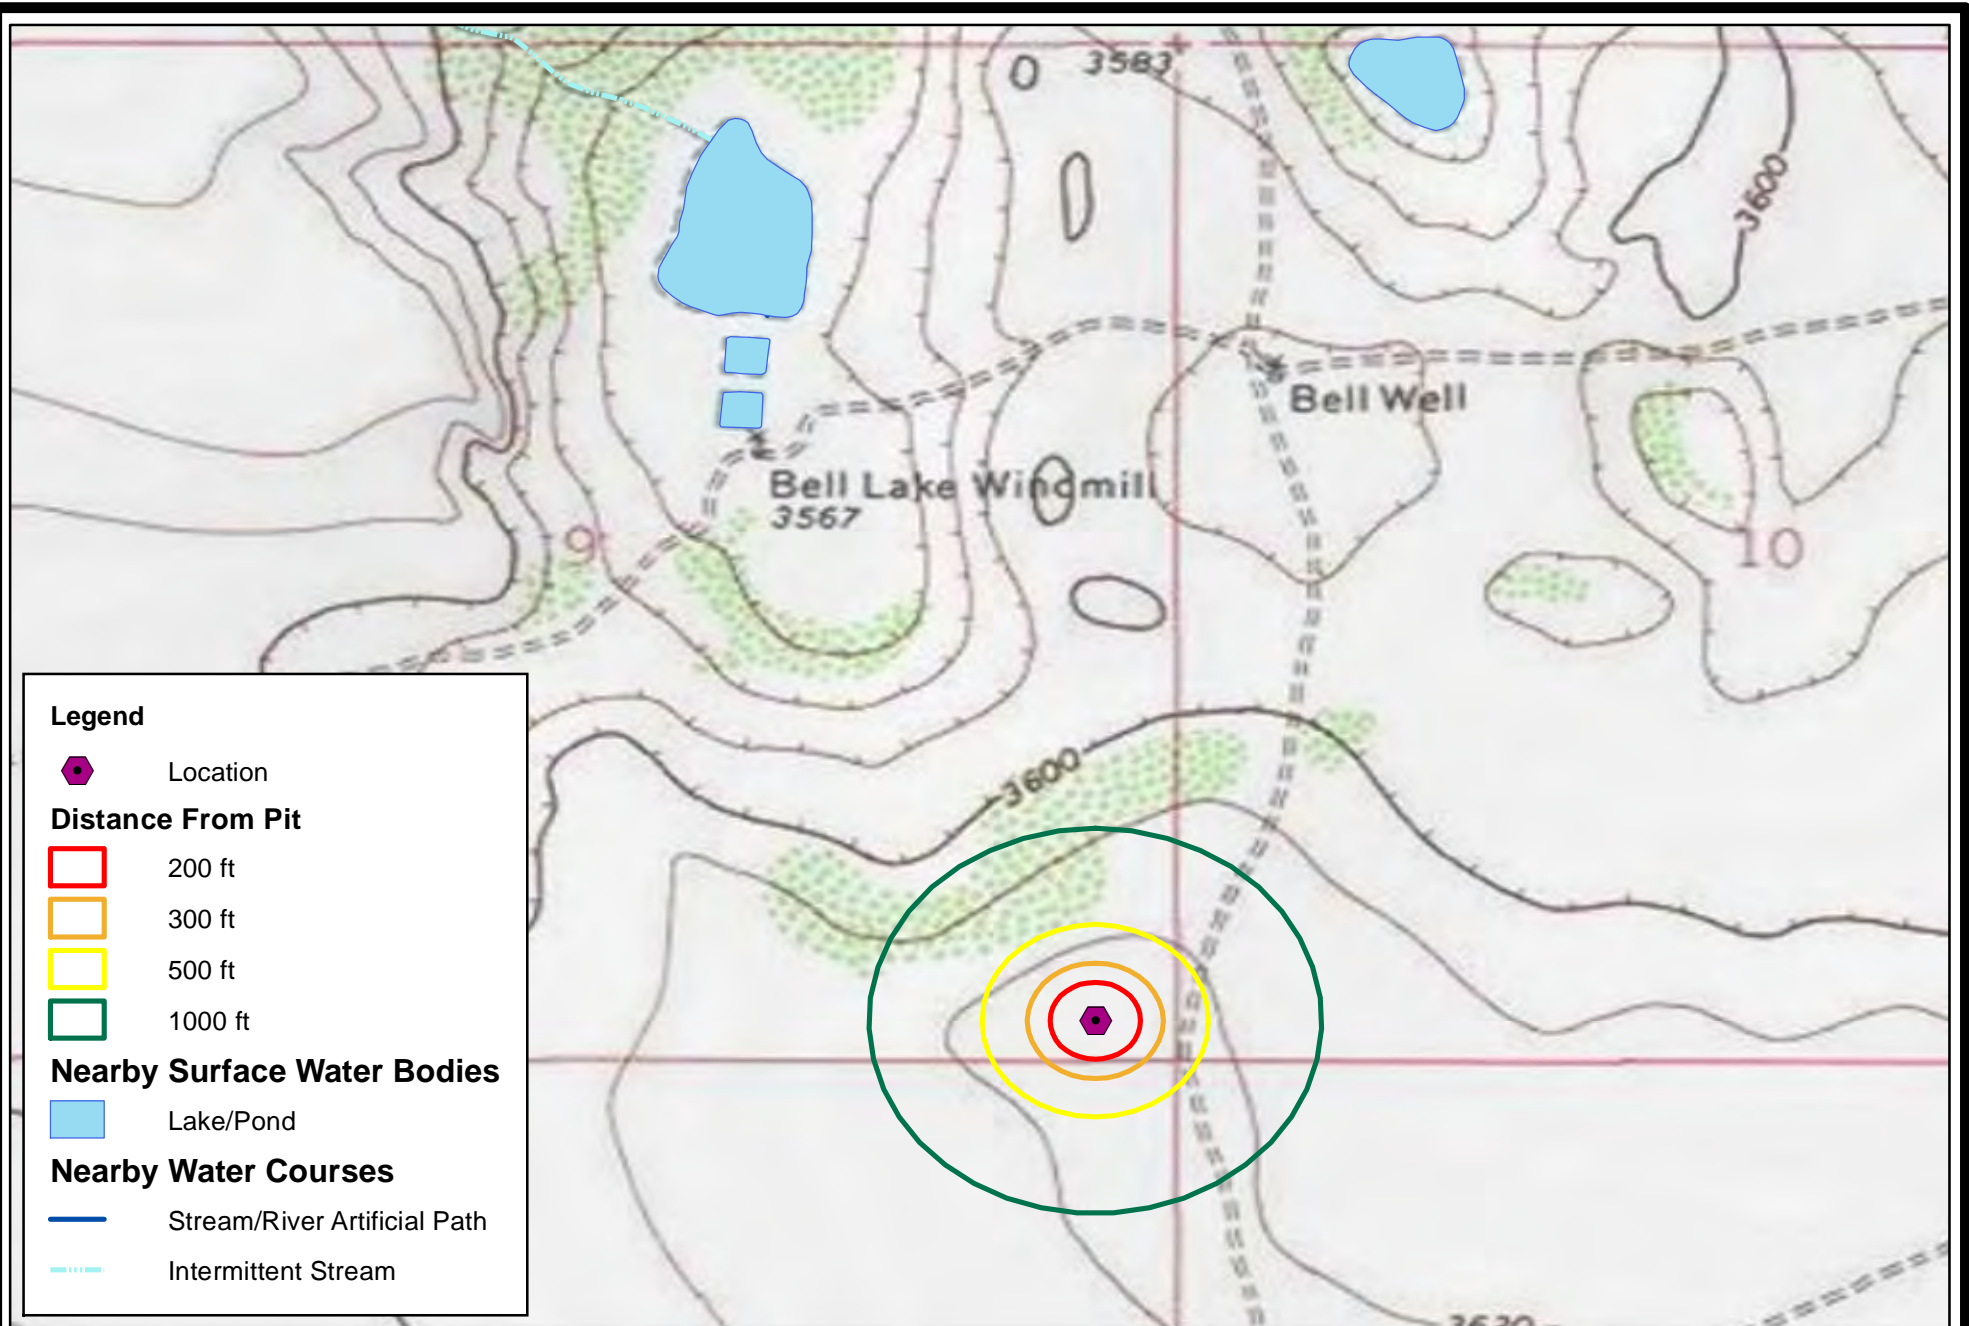 3583
3600
Bell Well
Bell Lake Windmill
3567
9
10
3600
Legend
Location
Distance From Pit
200 ft
300 ft
500 ft
1000 ft
Nearby Surface Water Bodies
Lake/Pond
Nearby Water Courses
Stream/River Artificial Path
Intermittent Stream